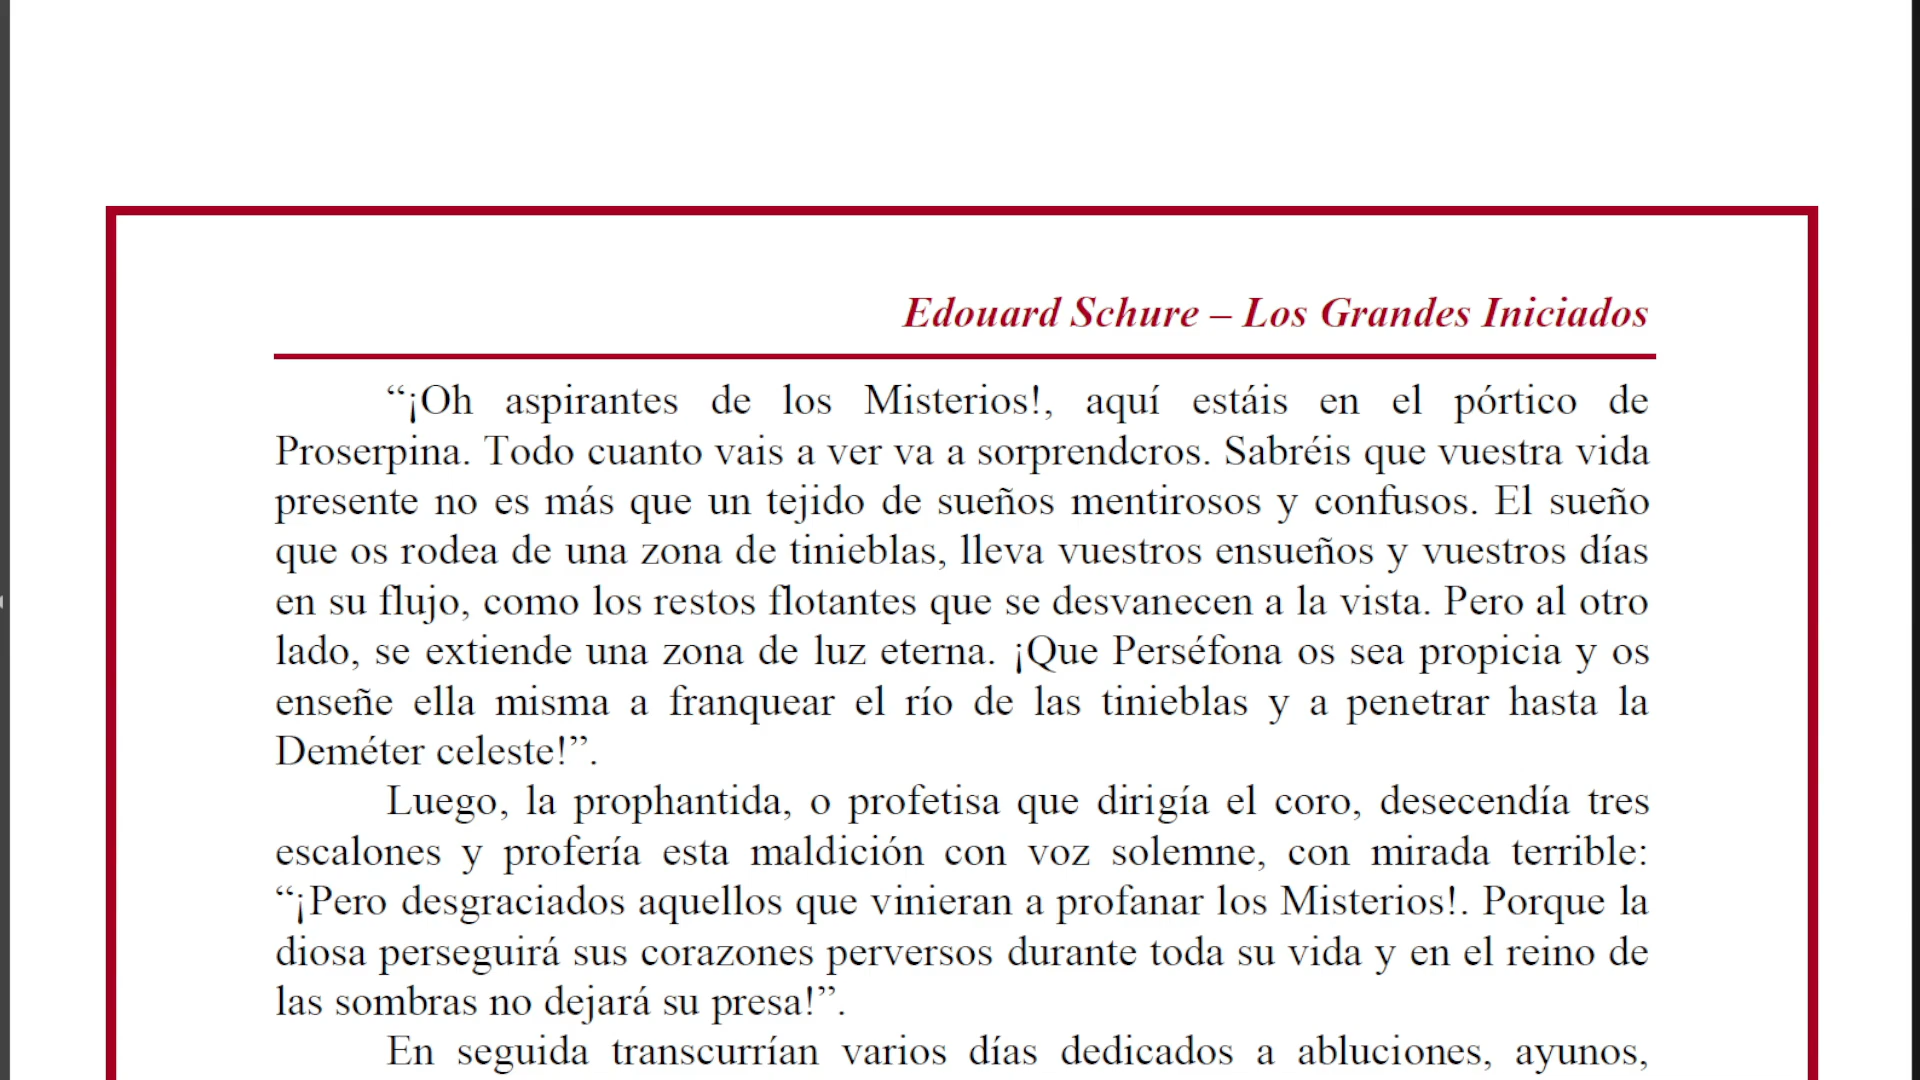 Edouard Schure – Los Grandes Iniciados
“¡Oh aspirantes de los Misterios!, aquí estáis en el pórtico de
Proserpina. Todo cuanto vais a ver va a sorprendcros. Sabréis que vuestra vida
presente no es más que un tejido de sueños mentirosos y confusos. El sueño
que os rodea de una zona de tinieblas, lleva vuestros ensueños y vuestros días
en su flujo, como los restos flotantes que se desvanecen a la vista. Pero al otro
lado, se extiende una zona de luz eterna. ¡Que Perséfona os sea propicia y os
enseñe ella misma a franquear el río de las tinieblas y a penetrar hasta la
Deméter celeste!”.
Luego, la prophantida, o profetisa que dirigía el coro, desecendía tres
escalones y profería esta maldición con voz solemne, con mirada terrible:
“¡Pero desgraciados aquellos que vinieran a profanar los Misterios!. Porque la
diosa perseguirá sus corazones perversos durante toda su vida y en el reino de
las sombras no dejará su presa!”.
En seguida transcurrían varios días dedicados a abluciones, ayunos,